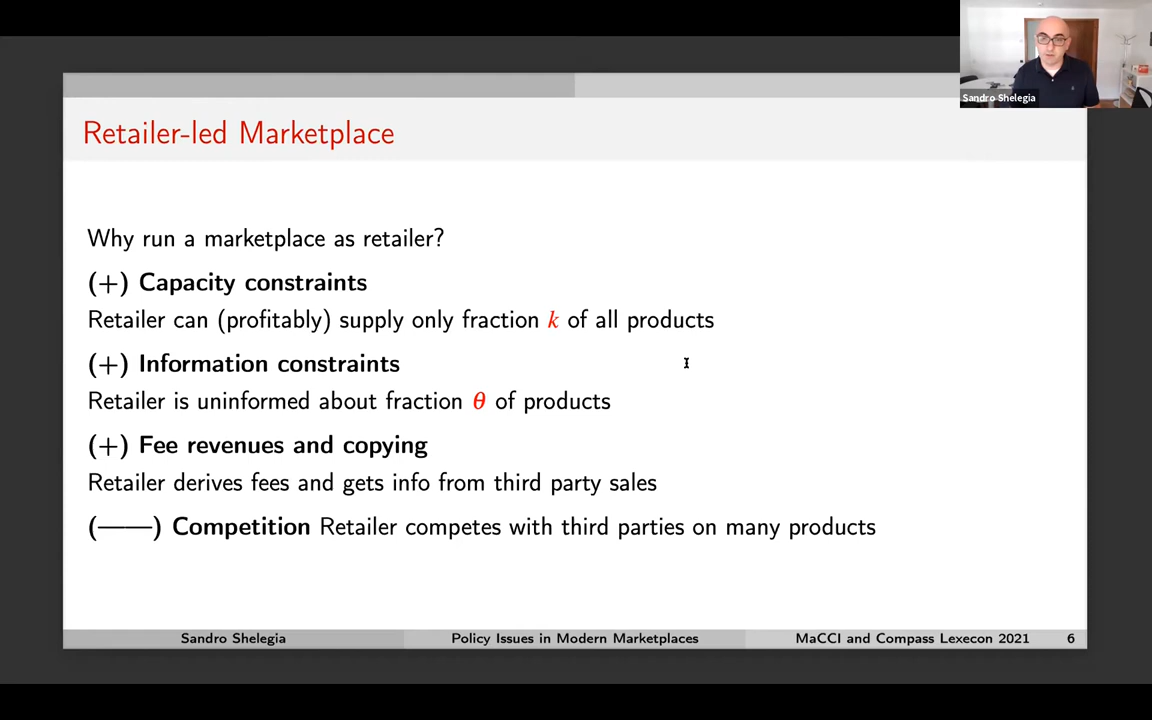 Sandro Shelegia
Retailer-led Marketplace
Why run a marketplace as retailer?
(+) Capacity constraints
Retailer can (profitably) supply only fraction k of all products
(+) Information constraints
Retailer is uninformed about fraction θ of products
(+) Fee revenues and copying
Retailer derives fees and gets info from third party sales
(——) Competition Retailer competes with third parties on many products
Sandro Shelegia Policy Issues in Modern Marketplaces MaCCI and Compass Lexecon 2021 6